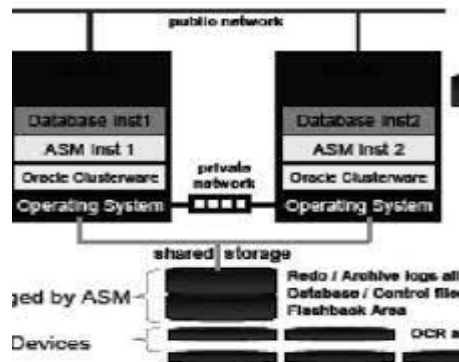 public network
Database Inst1
Database Inst2
ASM Inst 1
ASM Inst 2
private
network
Oracle Clusterware
Oracle Clusterware
Operating System
Operating System
shared storage
ged by ASM
Redo / Archive logs all
Database / Control files
Flashback Area
Devices
OCR a